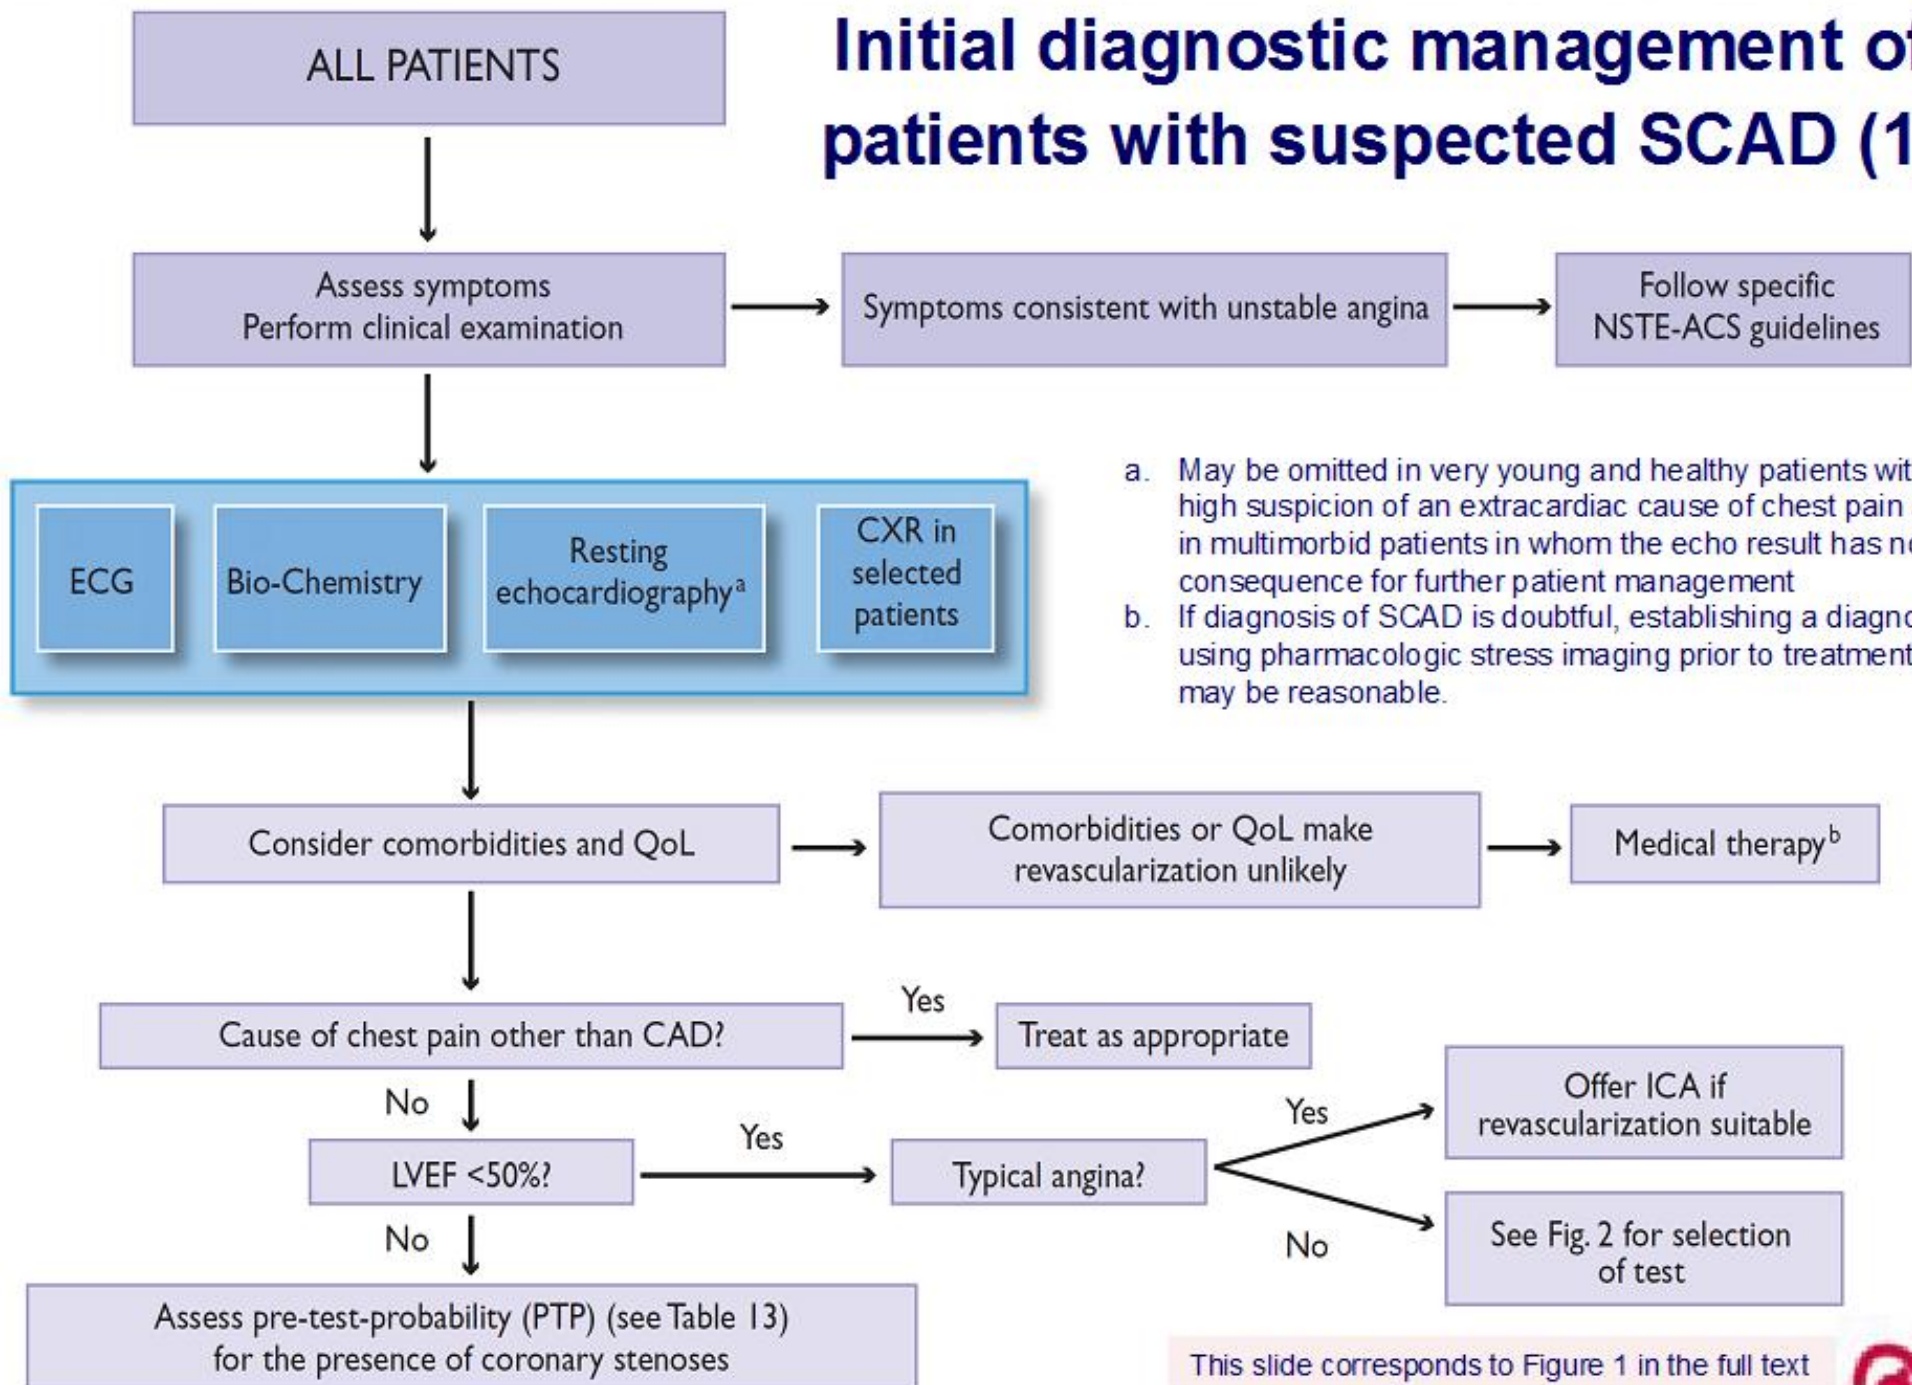 Initial diagnostic management of
patients with suspected SCAD (1
ALL PATIENTS
Assess symptoms
Perform clinical examination
Symptoms consistent with unstable angina
Follow specific
NSTE-ACS guidelines
ECG
Bio-Chemistry
Resting
echocardiographyᵃ
CXR in
selected
patients
a. May be omitted in very young and healthy patients wit
high suspicion of an extracardiac cause of chest pain
in multimorbid patients in whom the echo result has no
consequence for further patient management
b. If diagnosis of SCAD is doubtful, establishing a diagno
using pharmacologic stress imaging prior to treatment
may be reasonable.
Consider comorbidities and QoL
Comorbidities or QoL make
revascularization unlikely
Medical therapyᵇ
Cause of chest pain other than CAD?
Yes
Treat as appropriate
No
LVEF <50%?
Yes
Typical angina?
Yes
Offer ICA if
revascularization suitable
No
See Fig. 2 for selection
of test
No
Assess pre-test-probability (PTP) (see Table 13)
for the presence of coronary stenoses
This slide corresponds to Figure 1 in the full text